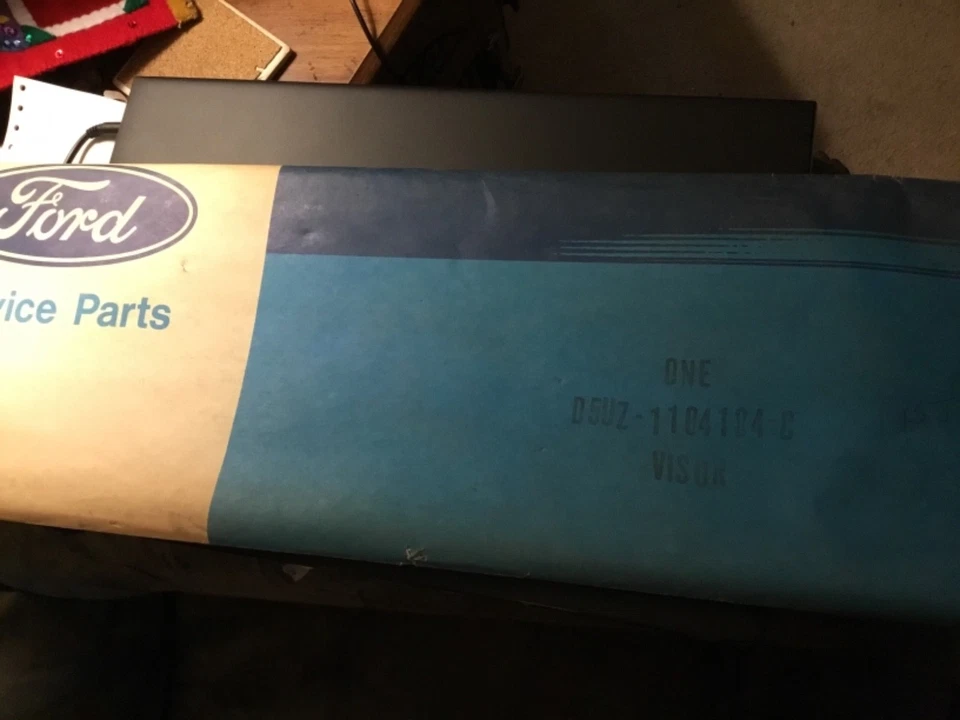 Ford
vice Parts
ONE
D5UZ-1104104-C
VISOR